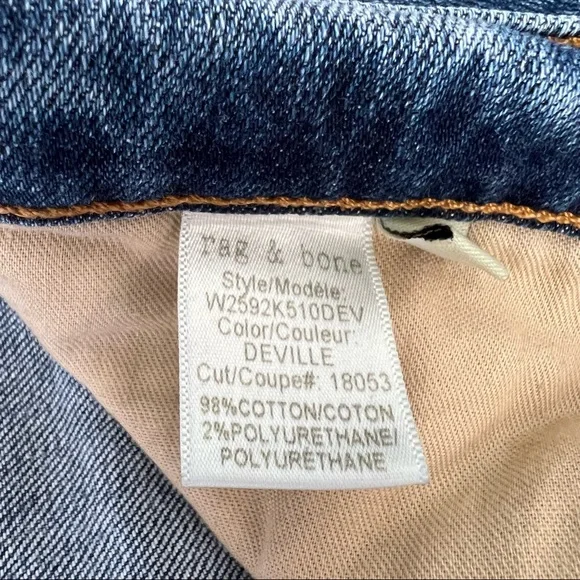 rag & bone
Style/Modèle:
W2592K510DEV
Color/Couleur:
DEVILLE
Cut/Coupe#: 18053
98%COTTON/COTON
2%POLYURETHANE/
POLYURÉTHANE